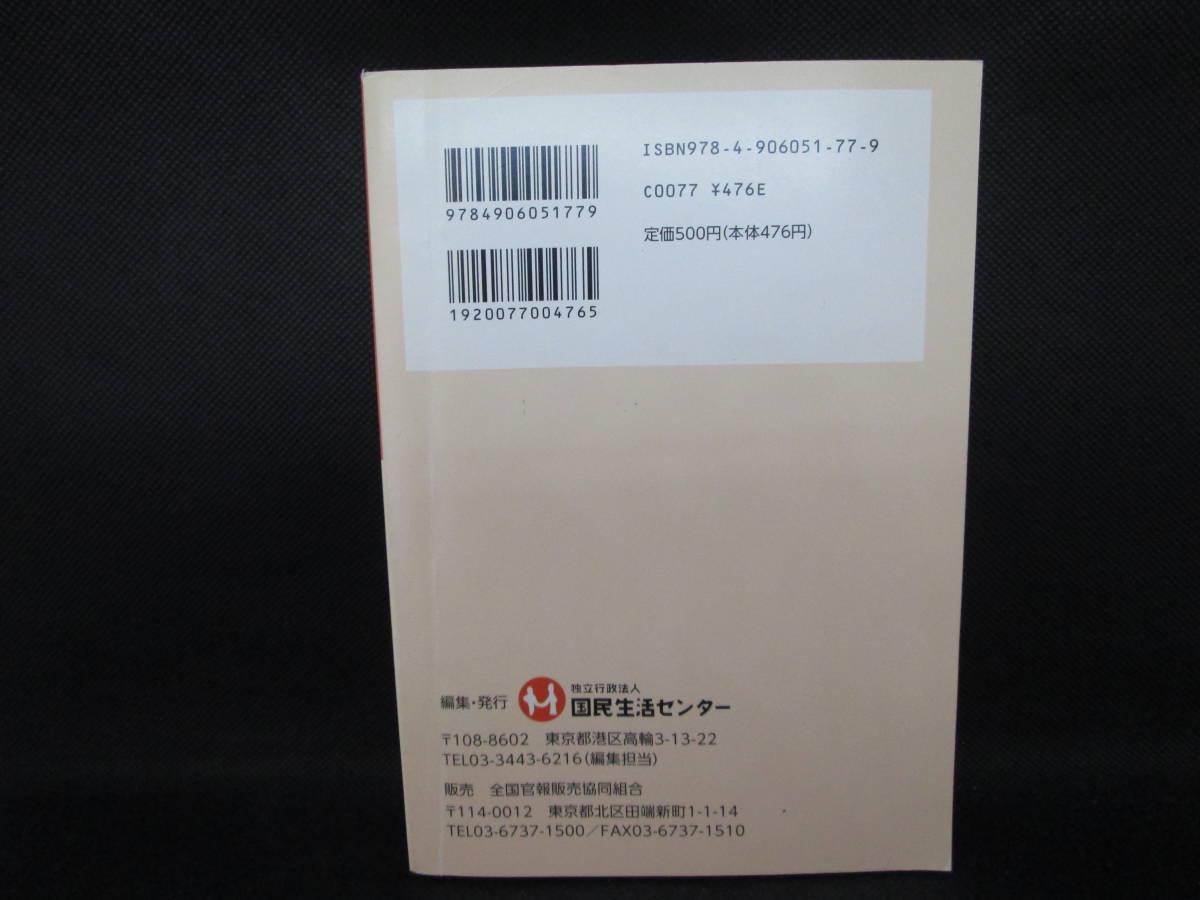 ISBN978-4-906051-77-9
9784906051779
C0077 ¥476E
定価500円(本体476円)
1920077004765
編集・発行 独立行政法人 国民生活センター
〒108-8602 東京都港区高輪3-13-22
TEL03-3443-6216(編集担当)
販売 全国官報販売協同組合
〒114-0012 東京都北区田端新町1-1-14
TEL03-6737-1500/FAX03-6737-1510